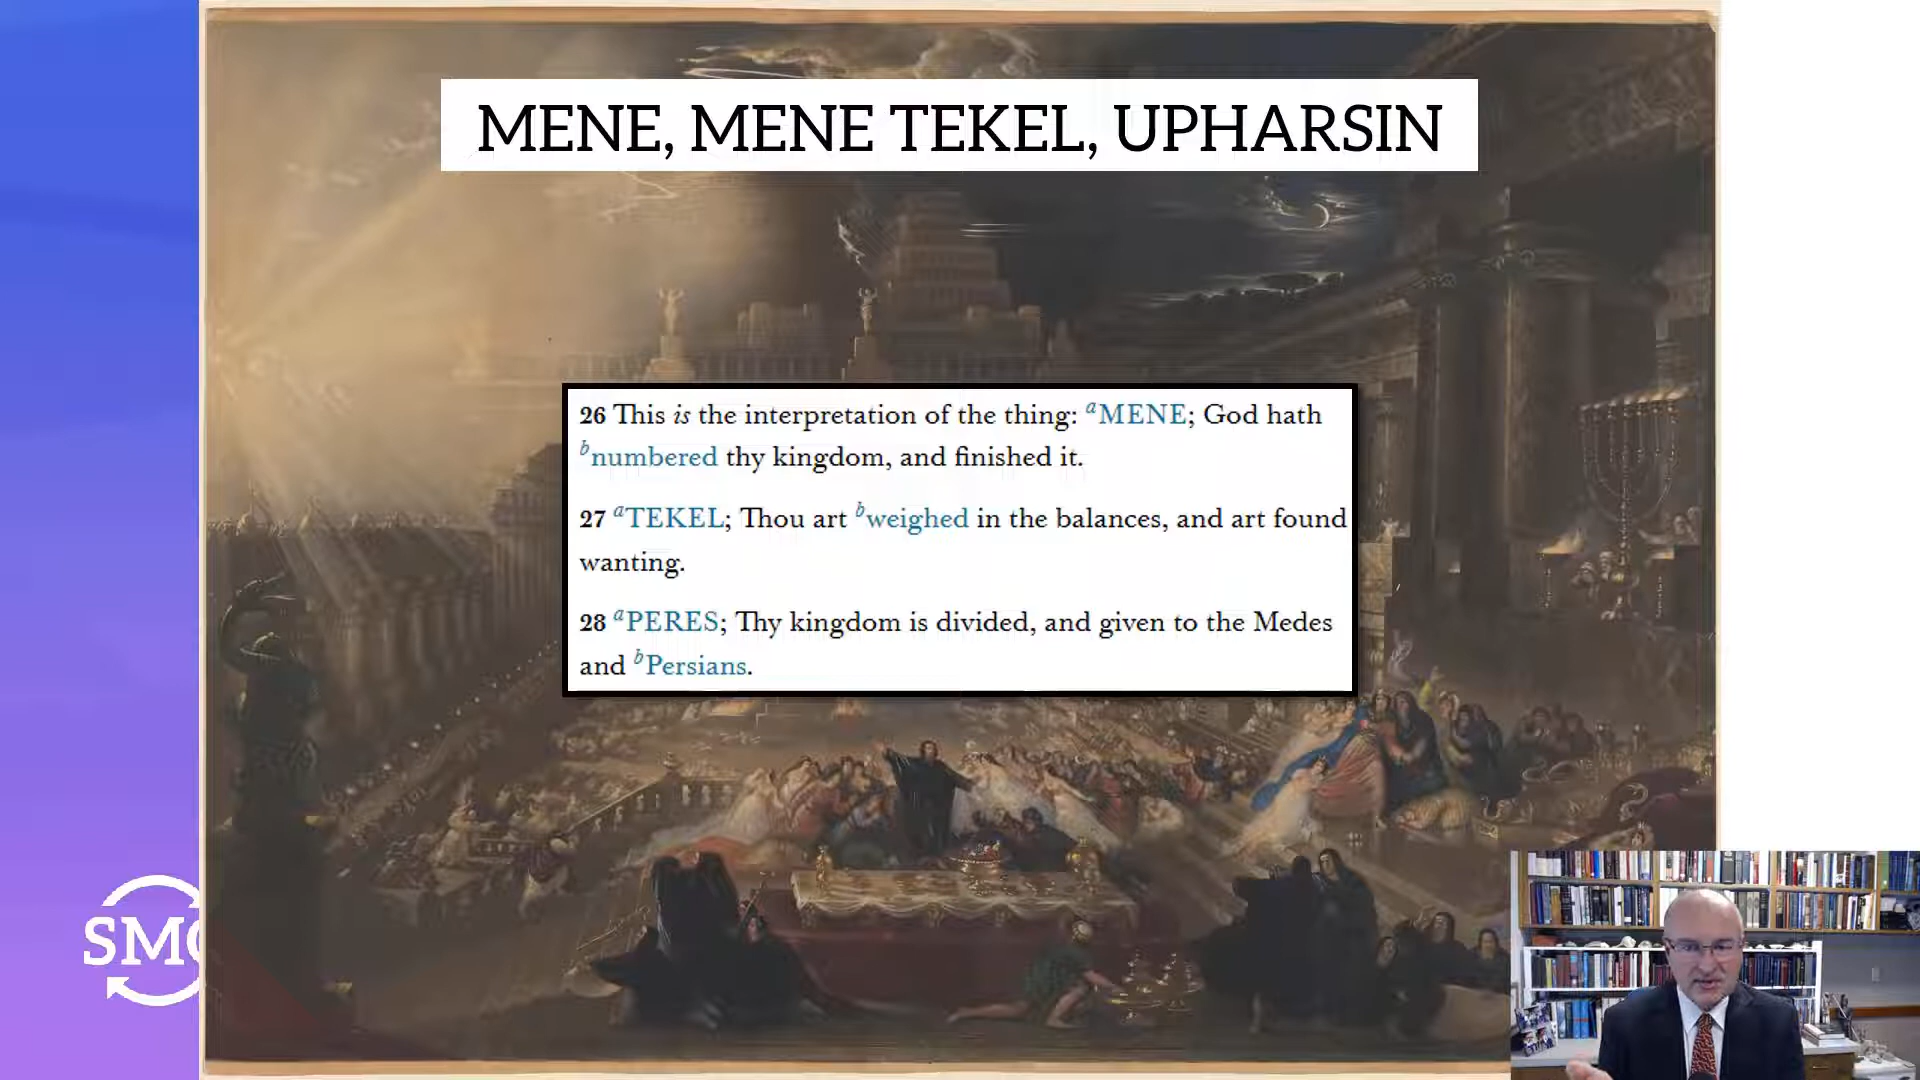 MENE, MENE TEKEL, UPHARSIN
26 This is the interpretation of the thing: aMENE; God hath
bnumbered thy kingdom, and finished it.
27 aTEKEL; Thou art bweighed in the balances, and art found
wanting.
28 aPERES; Thy kingdom is divided, and given to the Medes
and bPersians.
SM